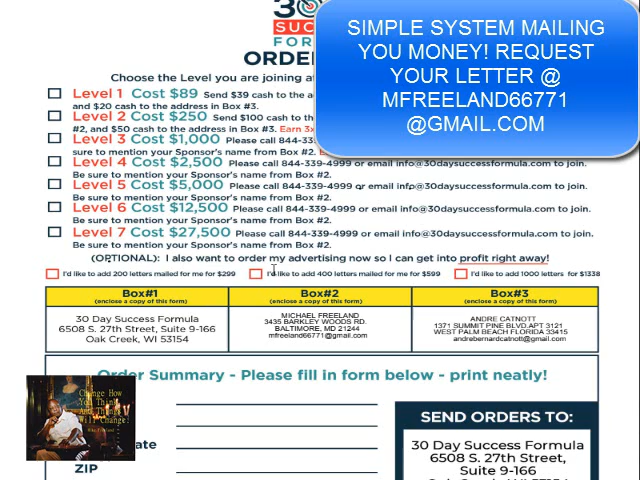 30
SUCC
FOR
ORDE
SIMPLE SYSTEM MAILING
YOU MONEY! REQUEST
YOUR LETTER @
MFREELAND66771
@GMAIL.COM
Choose the Level you are joining at
Level 1 Cost $89 Send $39 cash to the a
and $20 cash to the address in Box #3.
Level 2 Cost $250 Send $100 cash to th
#2, and $50 cash to the address in Box #3. Earn 3x
Level 3 Cost $1,000 Please call 844-33
sure to mention your Sponsor's name from Box #2.
Level 4 Cost $2,500 Please call 844-339-4999 or email info@30daysuccessformula.com to join.
Be sure to mention your Sponsor's name from Box #2.
Level 5 Cost $5,000 Please call 844-339-4999 or email info@30daysuccessformula.com to join.
Be sure to mention your Sponsor's name from Box #2.
Level 6 Cost $12,500 Please call 844-339-4999 or email info@30daysuccessformula.com to join.
Be sure to mention your Sponsor's name from Box #2.
Level 7 Cost $27,500 Please call 844-339-4999 or email info@30daysuccessformula.com to join.
Be sure to mention your Sponsor's name from Box #2.
(OPTIONAL): I also want to order my advertising now so I can get into profit right away!
I'd like to add 200 letters mailed for me for $299 I'd like to add 400 letters mailed for me for $599 I'd like to add 1000 letters for $1338
Box#1 Box#2 Box#3
(enclose a copy of this form) (enclose a copy of this form) (enclose a copy of this form)
30 Day Success Formula
6508 S. 27th Street, Suite 9-166
Oak Creek, WI 53154
MICHAEL FREELAND
3435 BARKLEY WOODS RD.
BALTIMORE, MD 21244
mfreeland66771@gmail.com
ANDRE CATNOTT
1371 SUMMIT PINE BLVD.APT 3121
WEST PALM BEACH FLORIDA 33415
andrebernardcatnott@gmail.com
Order Summary - Please fill in form below - print neatly!
Change How
You Think
And Things
Will Change!
ate
ZIP
SEND ORDERS TO:
30 Day Success Formula
6508 S. 27th Street,
Suite 9-166